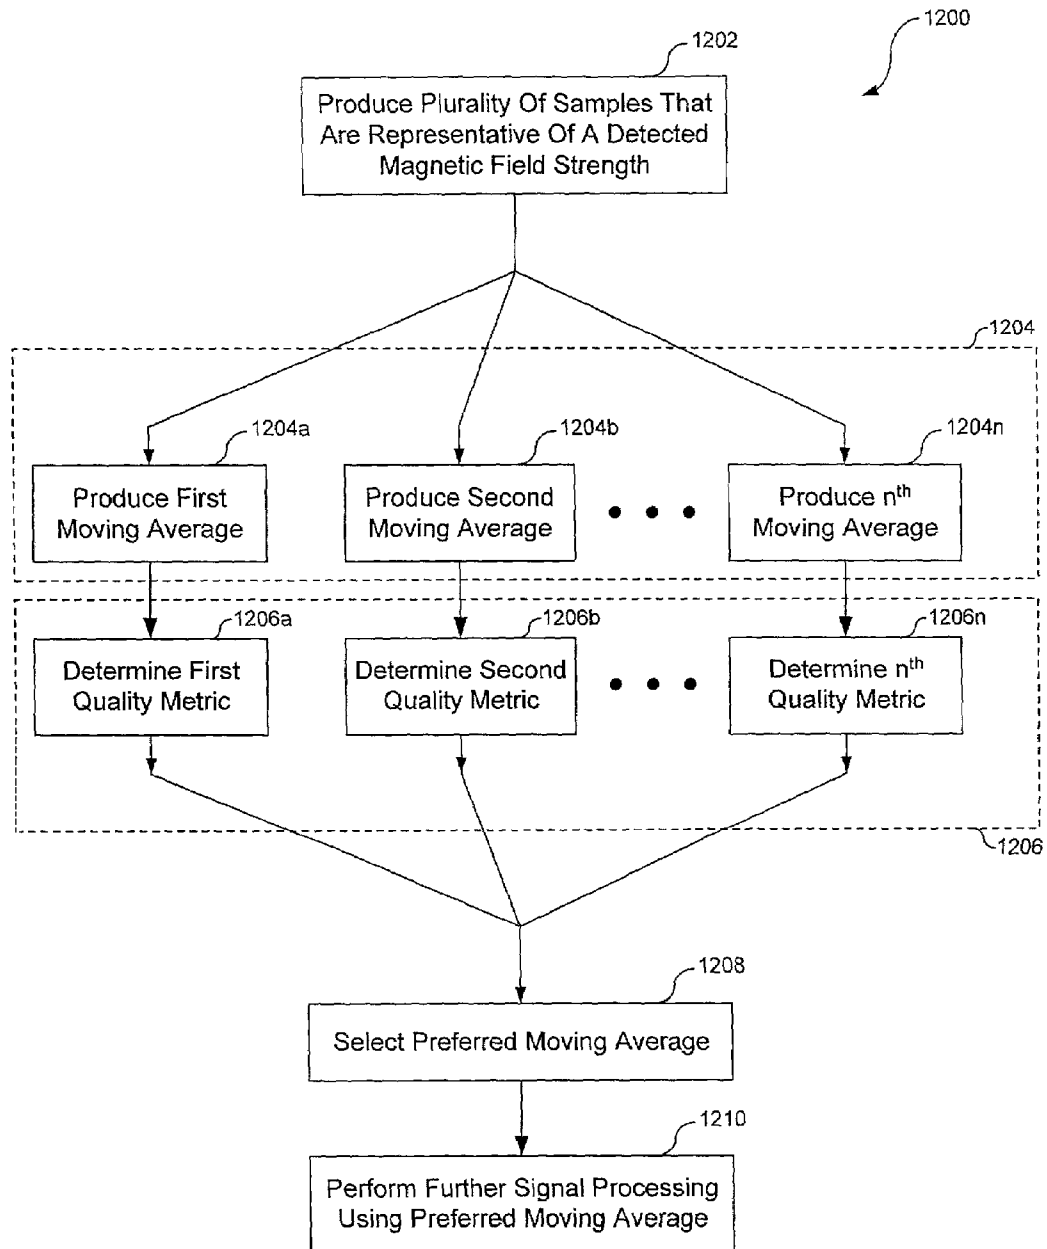 1200
1202
Produce Plurality Of Samples That
Are Representative Of A Detected
Magnetic Field Strength
1204
1204a
1204b
1204n
Produce First
Moving Average
Produce Second
Moving Average
Produce nth
Moving Average
1206a
1206b
1206n
Determine First
Quality Metric
Determine Second
Quality Metric
Determine nth
Quality Metric
1206
1208
Select Preferred Moving Average
1210
Perform Further Signal Processing
Using Preferred Moving Average